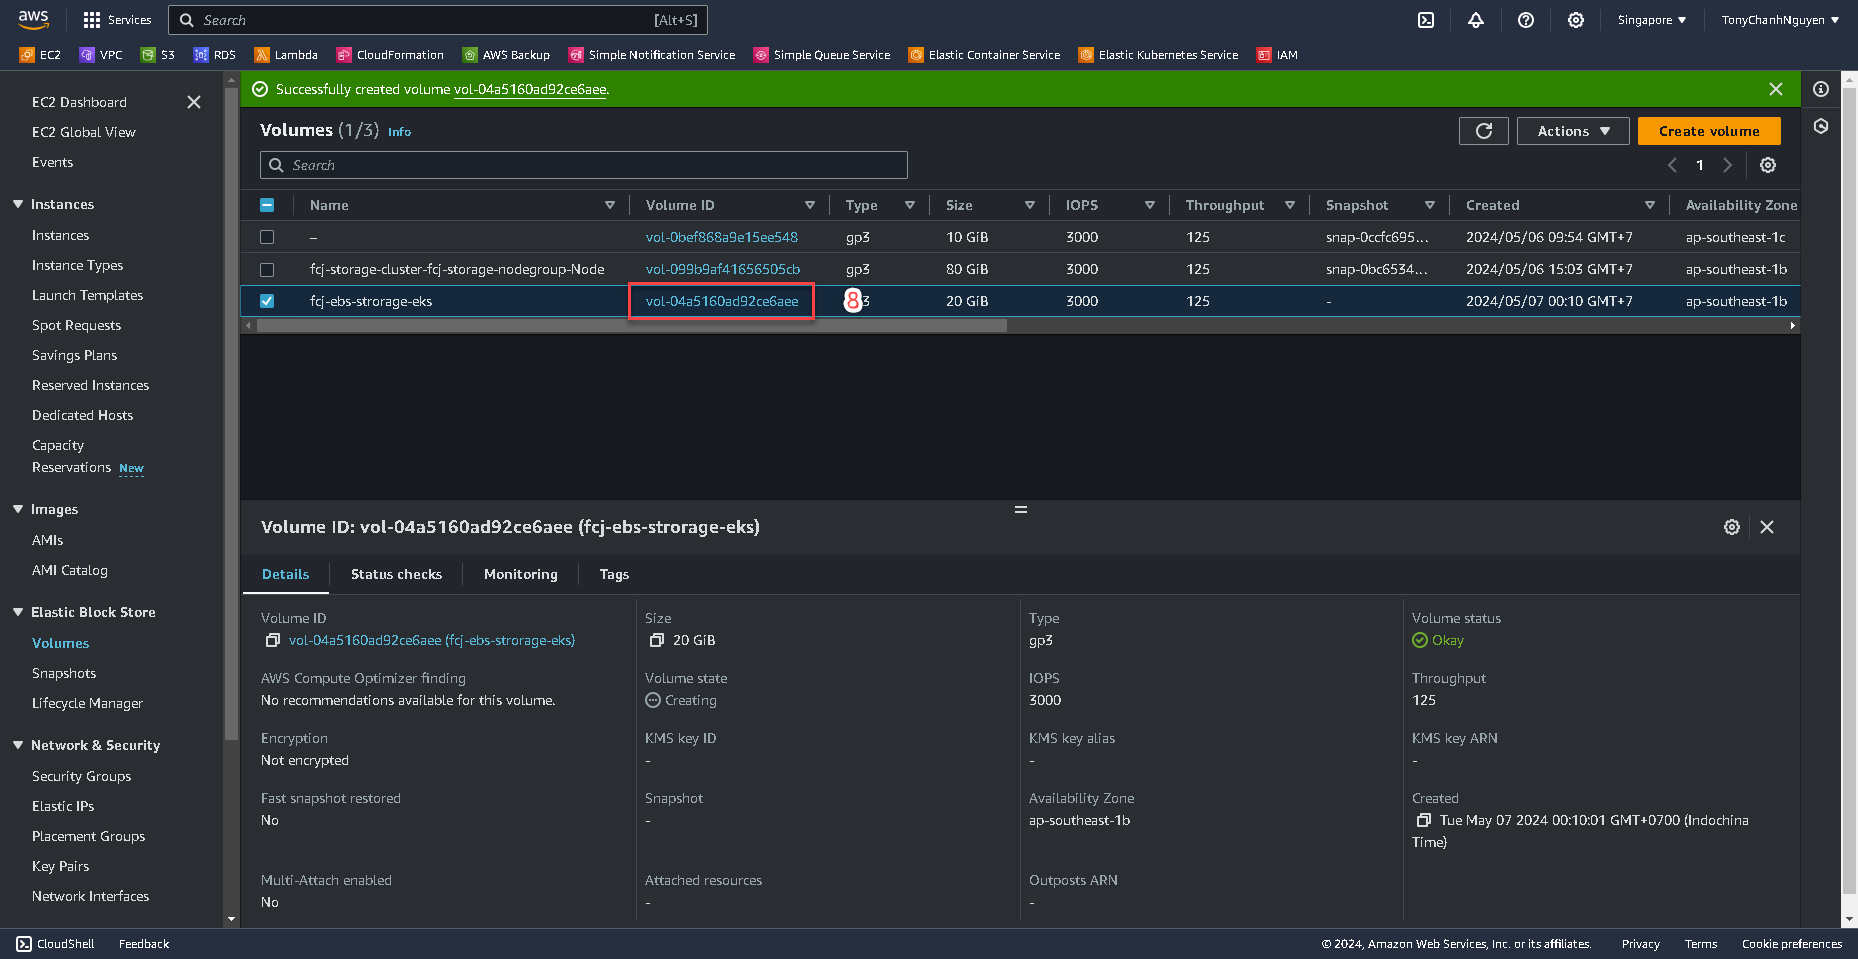 aws Services Search [Alt+S] Singapore ▼ TonyChanhNguyen ▼
EC2 VPC S3 RDS Lambda CloudFormation AWS Backup Simple Notification Service Simple Queue Service Elastic Container Service Elastic Kubernetes Service IAM
EC2 Dashboard
EC2 Global View
Events
Instances
Instances
Instance Types
Launch Templates
Spot Requests
Savings Plans
Reserved Instances
Dedicated Hosts
Capacity
Reservations New
Images
AMIs
AMI Catalog
Elastic Block Store
Volumes
Snapshots
Lifecycle Manager
Network & Security
Security Groups
Elastic IPs
Placement Groups
Key Pairs
Network Interfaces
Successfully created volume vol-04a5160ad92ce6aee.
Volumes (1/3) Info
Actions ▼ Create volume
Search
1
Name Volume ID Type Size IOPS Throughput Snapshot Created Availability Zone
– vol-0bef868a9e15ee548 gp3 10 GiB 3000 125 snap-0ccfc695... 2024/05/06 09:54 GMT+7 ap-southeast-1c
fcj-storage-cluster-fcj-storage-nodegroup-Node vol-099b9af41656505cb gp3 80 GiB 3000 125 snap-0bc6534... 2024/05/06 15:03 GMT+7 ap-southeast-1b
fcj-ebs-strorage-eks vol-04a5160ad92ce6aee 8 3 20 GiB 3000 125 - 2024/05/07 00:10 GMT+7 ap-southeast-1b
Volume ID: vol-04a5160ad92ce6aee (fcj-ebs-strorage-eks)
Details Status checks Monitoring Tags
Volume ID Size Type Volume status
vol-04a5160ad92ce6aee (fcj-ebs-strorage-eks) 20 GiB gp3 Okay
AWS Compute Optimizer finding Volume state IOPS Throughput
No recommendations available for this volume. Creating 3000 125
Encryption KMS key ID KMS key alias KMS key ARN
Not encrypted - - -
Fast snapshot restored Snapshot Availability Zone Created
No - ap-southeast-1b Tue May 07 2024 00:10:01 GMT+0700 (Indochina
Time)
Multi-Attach enabled Attached resources Outposts ARN
No - -
CloudShell Feedback © 2024, Amazon Web Services, Inc. or its affiliates. Privacy Terms Cookie preferences